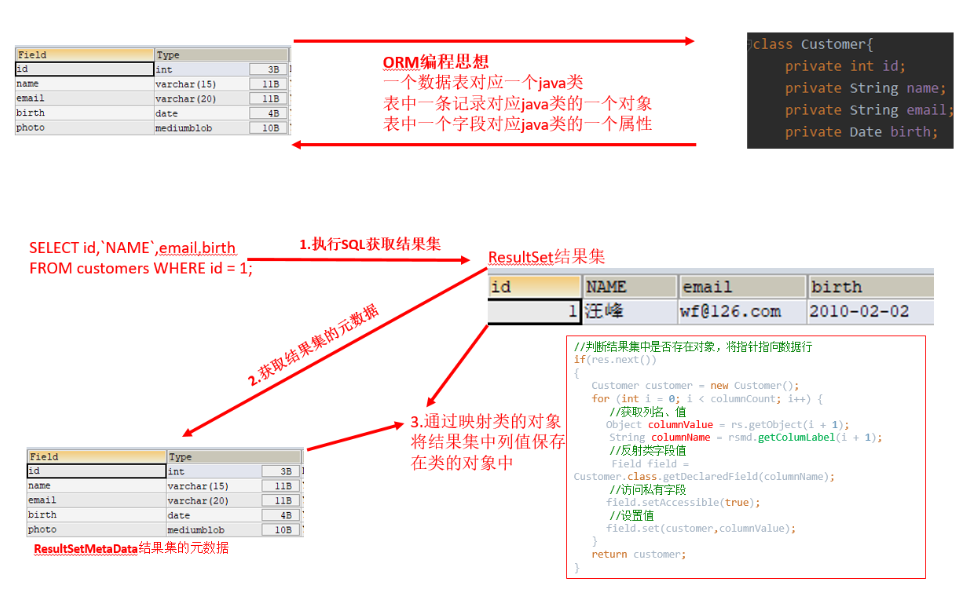 Field Type
id int 3B
name varchar(15) 11B
email varchar(20) 11B
birth date 4B
photo mediumblob 10B
ORM编程思想
一个数据表对应一个java类
表中一条记录对应java类的一个对象
表中一个字段对应java类的一个属性
class Customer{
private int id;
private String name;
private String email;
private Date birth;
SELECT id,`NAME`,email,birth
FROM customers WHERE id = 1;
1.执行SQL获取结果集
ResultSet结果集
id NAME email birth
1 汪峰 wf@126.com 2010-02-02
2.获取结果集的元数据
3.通过映射类的对象
将结果集中列值保存
在类的对象中
//判断结果集中是否存在对象，将指针指向数据行
if(res.next())
{
Customer customer = new Customer();
for (int i = 0; i < columnCount; i++) {
//获取列名、值
Object columnValue = rs.getObject(i + 1);
String columnName = rsmd.getColumLabel(i + 1);
//反射类字段值
Field field =
Customer.class.getDeclaredField(columnName);
//访问私有字段
field.setAccessible(true);
//设置值
field.set(customer,columnValue);
}
return customer;
}
Field Type
id int 3B
name varchar(15) 11B
email varchar(20) 11B
birth date 4B
photo mediumblob 10B
ResultSetMetaData结果集的元数据